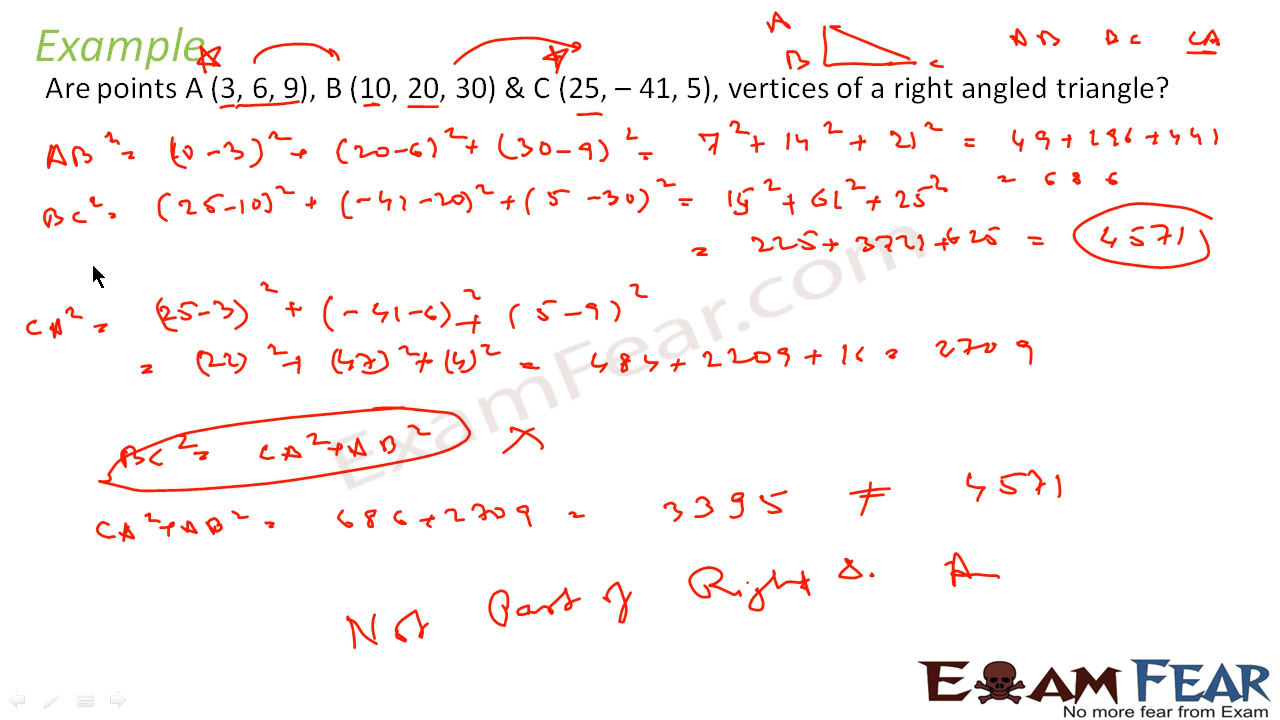 Example
A
B
C
AB BC CA
Are points A (3, 6, 9), B (10, 20, 30) & C (25, – 41, 5), vertices of a right angled triangle?
AB² = (10-3)² + (20-6)² + (30-9)² = 7² + 14² + 21² = 49 + 196 + 441
= 686
BC² = (25-10)² + (-41-20)² + (5-30)² = 15² + 61² + 25²
= 225 + 3721 + 625 = 4571
CA² = (25-3)² + (-41-6)² + (5-9)²
= (22)² + (47)² + (4)² = 484 + 2209 + 16 = 2709
BC² = CA² + AB² ×
CA² + AB² = 686 + 2709 = 3395 ≠ 4571
Not Part of Right Δ.
ExamFear.com
EXAM FEAR
No more fear from Exam